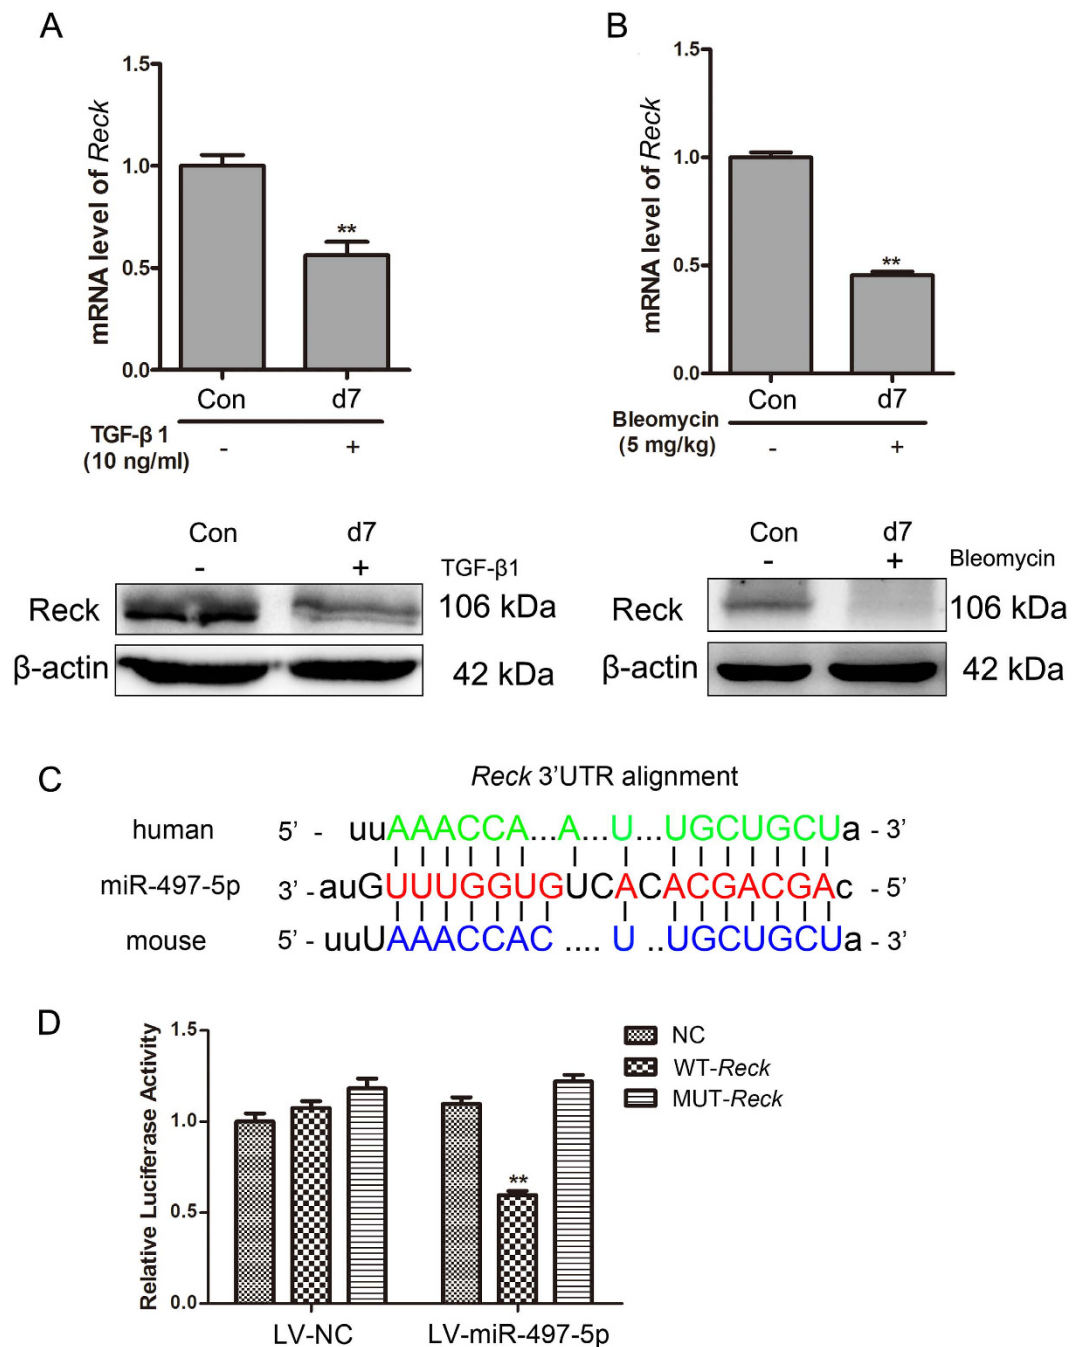 A
mRNA level of Reck
1.5
1.0
0.5
0.0
**
Con d7
TGF-β 1
(10 ng/ml)
- +
B
mRNA level of Reck
1.5
1.0
0.5
0.0
**
Con d7
Bleomycin
(5 mg/kg)
- +
Con d7
- + TGF-β1
Reck 106 kDa
β-actin 42 kDa
Con d7
- + Bleomycin
Reck 106 kDa
β-actin 42 kDa
C
Reck 3’UTR alignment
human 5’ - uuAAACCA...A...U...UGCUGCUa - 3’
miR-497-5p 3’ - auGUUUGGUGUCACACGACGAc - 5’
mouse 5’ - uuUAAACCAC .... U ..UGCUGCUa - 3’
D
Relative Luciferase Activity
1.5
1.0
0.5
0.0
**
LV-NC LV-miR-497-5p
NC
WT-Reck
MUT-Reck